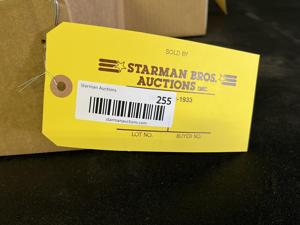 SOLD BY
STARMAN BROS.
AUCTIONS INC.
-1933
Starman Auctions
255
starmanauctions.com
LOT NO.
BUYER NO.